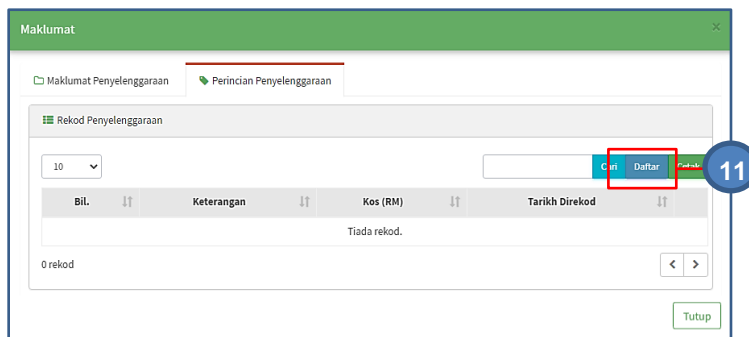 Maklumat ×
Maklumat Penyelenggaraan Perincian Penyelenggaraan
Rekod Penyelenggaraan
10 Cari Daftar Cetak
11
Bil. Keterangan Kos (RM) Tarikh Direkod
Tiada rekod.
0 rekod < >
Tutup